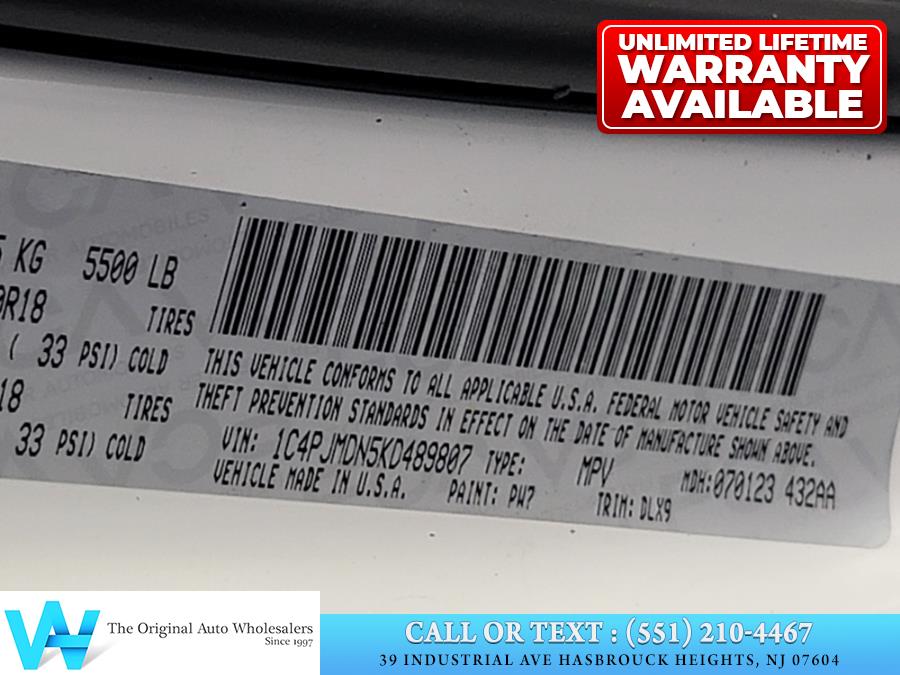 UNLIMITED LIFETIME
WARRANTY
AVAILABLE
KG 5500 LB
R18 TIRES
( 33 PSI) COLD
18 TIRES
33 PSI) COLD
THIS VEHICLE CONFORMS TO ALL APPLICABLE U.S.A. FEDERAL MOTOR VEHICLE SAFETY AND
THEFT PREVENTION STANDARDS IN EFFECT ON THE DATE OF MANUFACTURE SHOWN ABOVE.
VIN: 1C4PJMDN5KD489807 TYPE: MPV MDH:070123 432AA
VEHICLE MADE IN U.S.A. PAINT: PW7 TRIM: DLX9
The Original Auto Wholesalers
Since 1997
CALL OR TEXT : (551) 210-4467
39 INDUSTRIAL AVE HASBROUCK HEIGHTS, NJ 07604